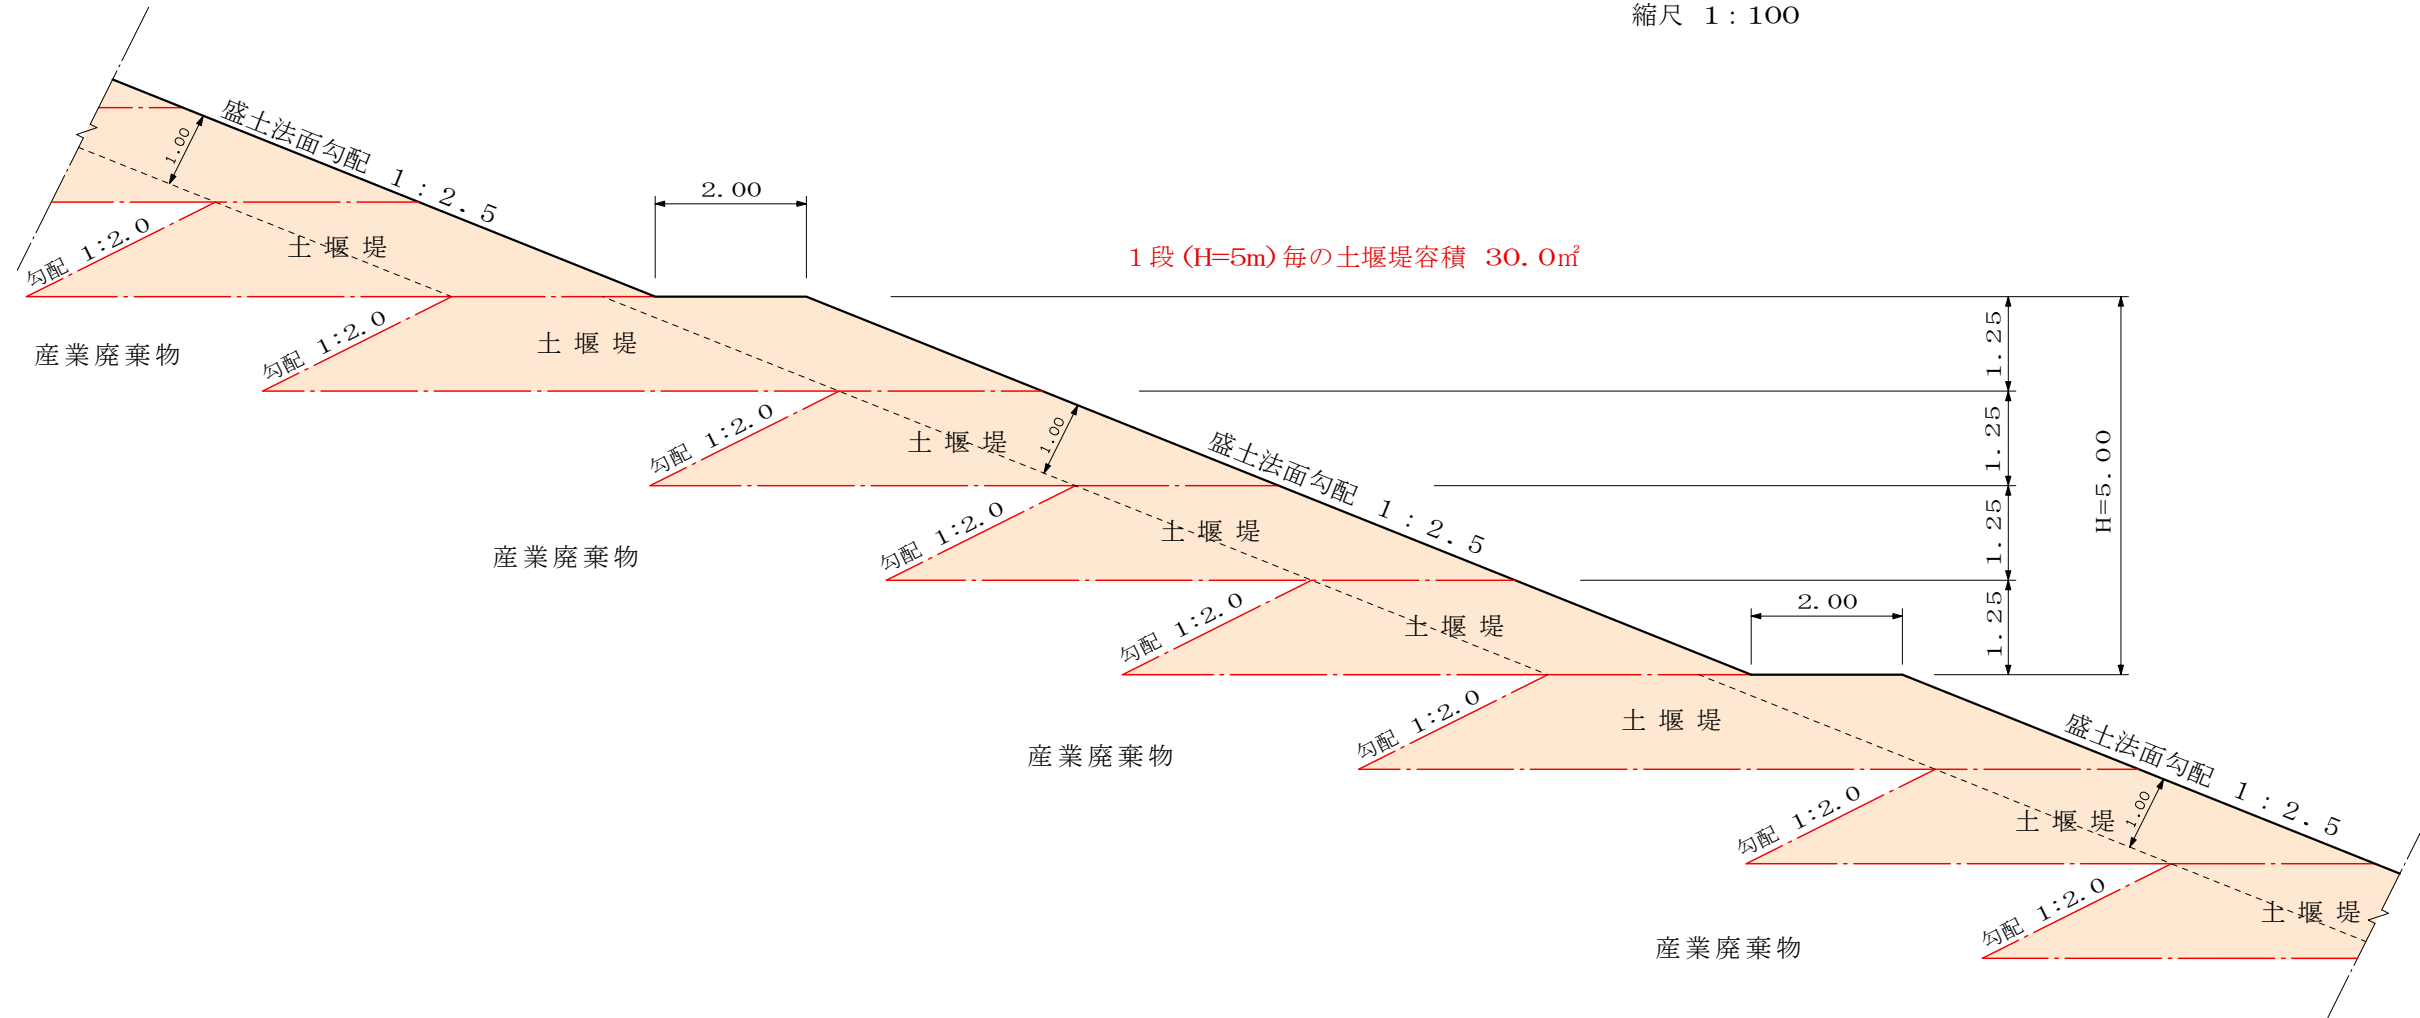 縮尺 1:100
盛土法面勾配 1:2.5
1.00
2.00
勾配 1:2.0
土堰堤
1段(H=5m)毎の土堰堤容積 30.0㎡
産業廃棄物
勾配 1:2.0
土堰堤
1.25
勾配 1:2.0
土堰堤
1.00
盛土法面勾配 1:2.5
1.25
H=5.00
産業廃棄物
勾配 1:2.0
土堰堤
1.25
勾配 1:2.0
土堰堤
2.00
1.25
産業廃棄物
勾配 1:2.0
土堰堤
盛土法面勾配 1:2.5
勾配 1:2.0
土堰堤
1.00
産業廃棄物
勾配 1:2.0
土堰堤